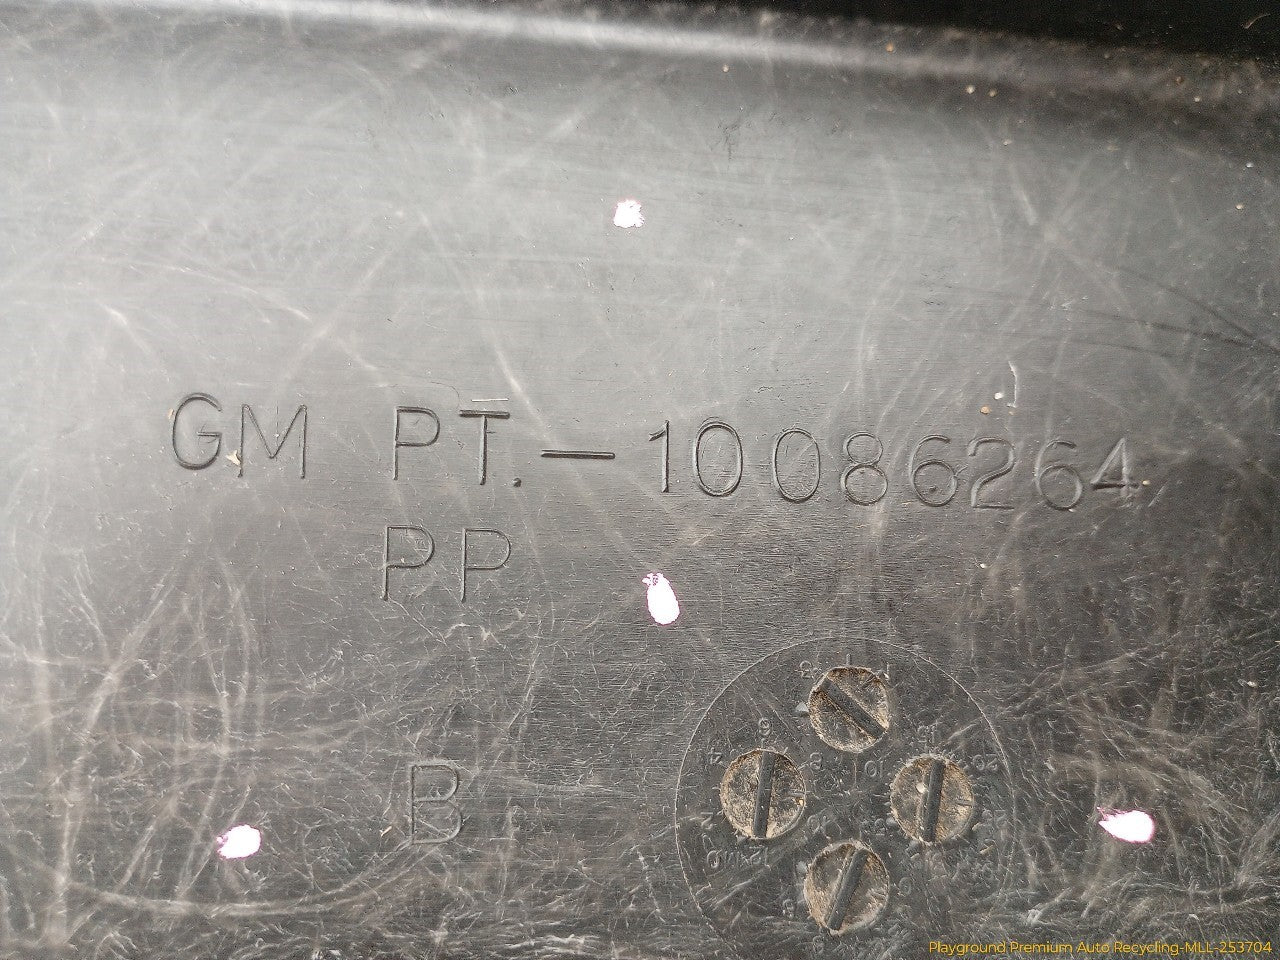 GM PT.—10086264
PP
B
Playground Premium Auto Recycling-MLL-253704